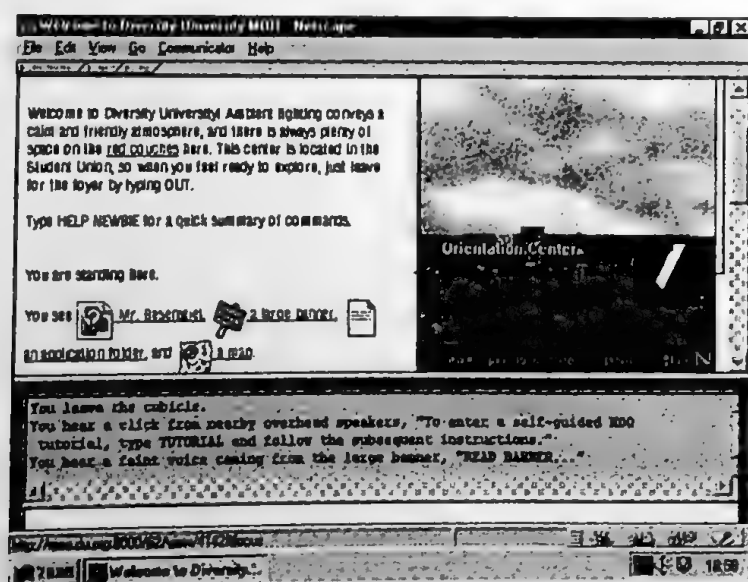 Welcome to Diversity University MOO - Netscape
File Edit View Go Communicator Help
Welcome to Diversity University! Ambient lighting conveys a
calm and friendly atmosphere, and there is always plenty of
space on the red couches here. This center is located in the
Student Union, so when you feel ready to explore, just leave
for the foyer by typing OUT.
Type HELP NEWBIE for a quick summary of commands.
You are standing here.
You see Mr. Basempel, a large banner,
an application folder, and a map.
Orientation Center
N
You leave the cubicle.
You hear a click from nearby overhead speakers, "To enter a self-guided MOO
tutorial, type TUTORIAL and follow the subsequent instructions."
You hear a faint voice coming from the large banner, "READ BANNER..."
Welcome to Diversity...